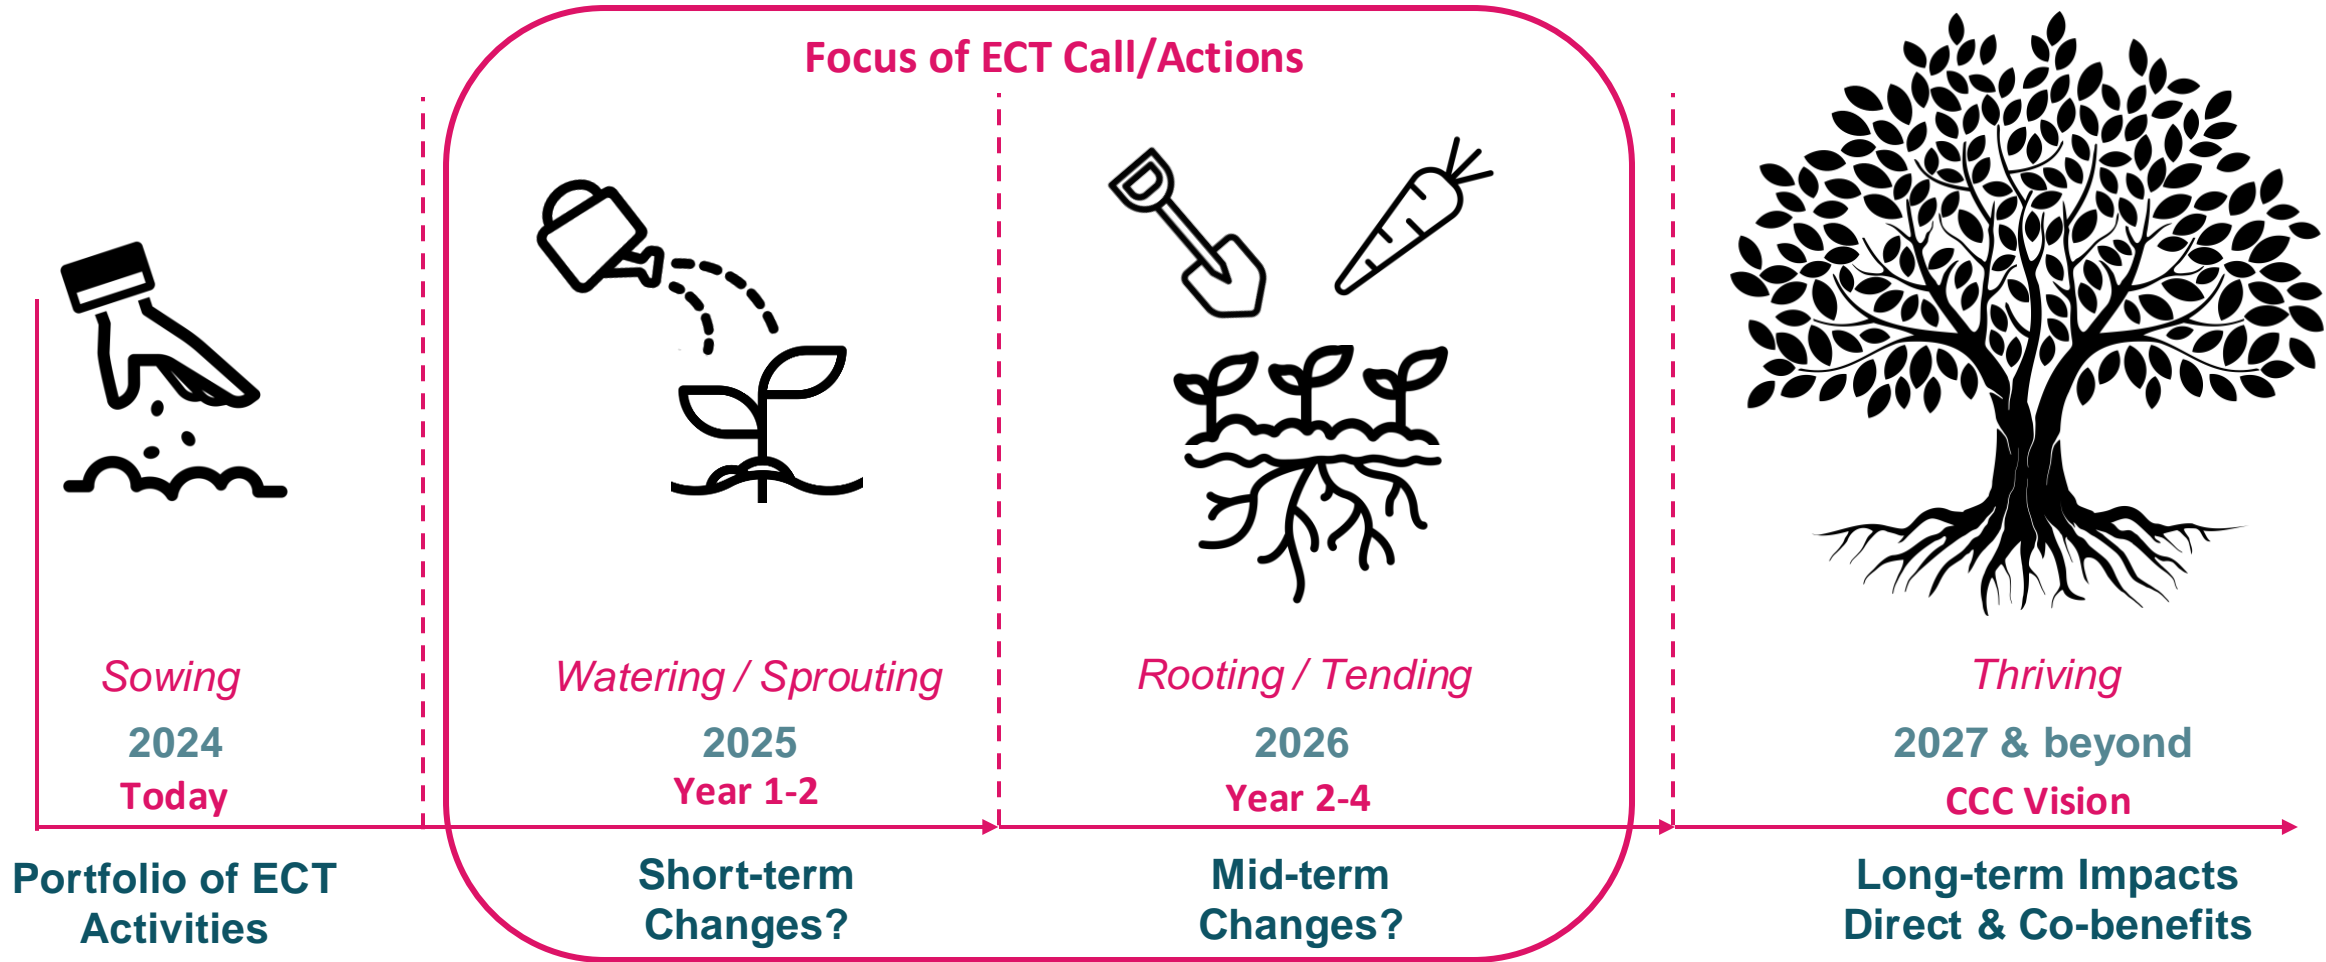 Focus of ECT Call/Actions
Sowing
2024
Today
Portfolio of ECT
Activities
Watering / Sprouting
2025
Year 1-2
Short-term
Changes?
Rooting / Tending
2026
Year 2-4
Mid-term
Changes?
Thriving
2027 & beyond
CCC Vision
Long-term Impacts
Direct & Co-benefits